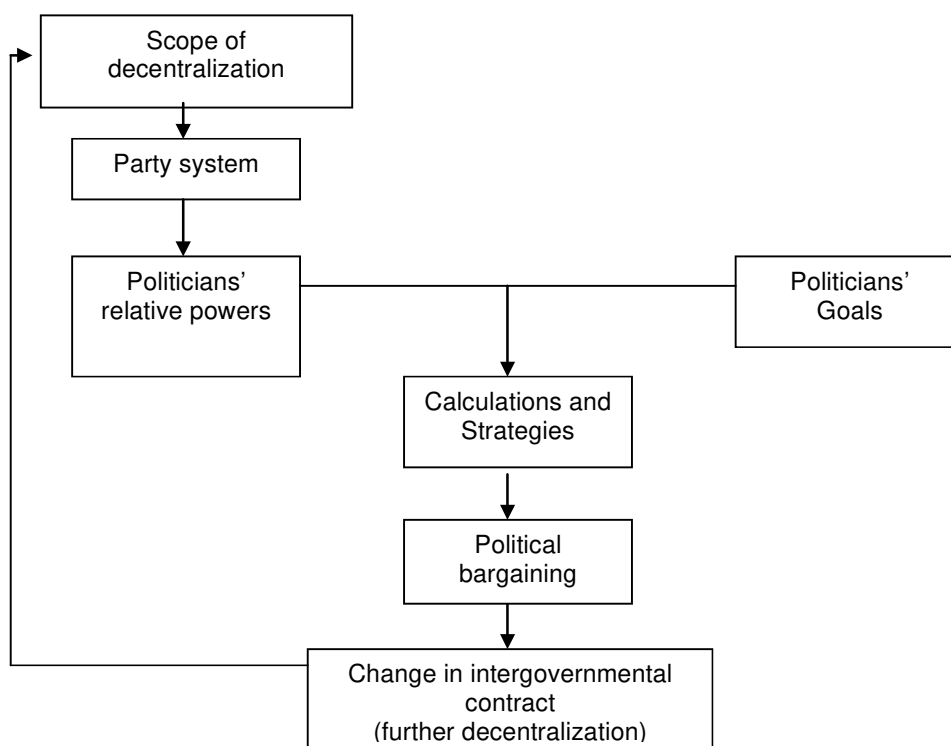 Scope of
decentralization
Party system
Politicians’
relative powers
Politicians’
Goals
Calculations and
Strategies
Political
bargaining
Change in intergovernmental
contract
(further decentralization)